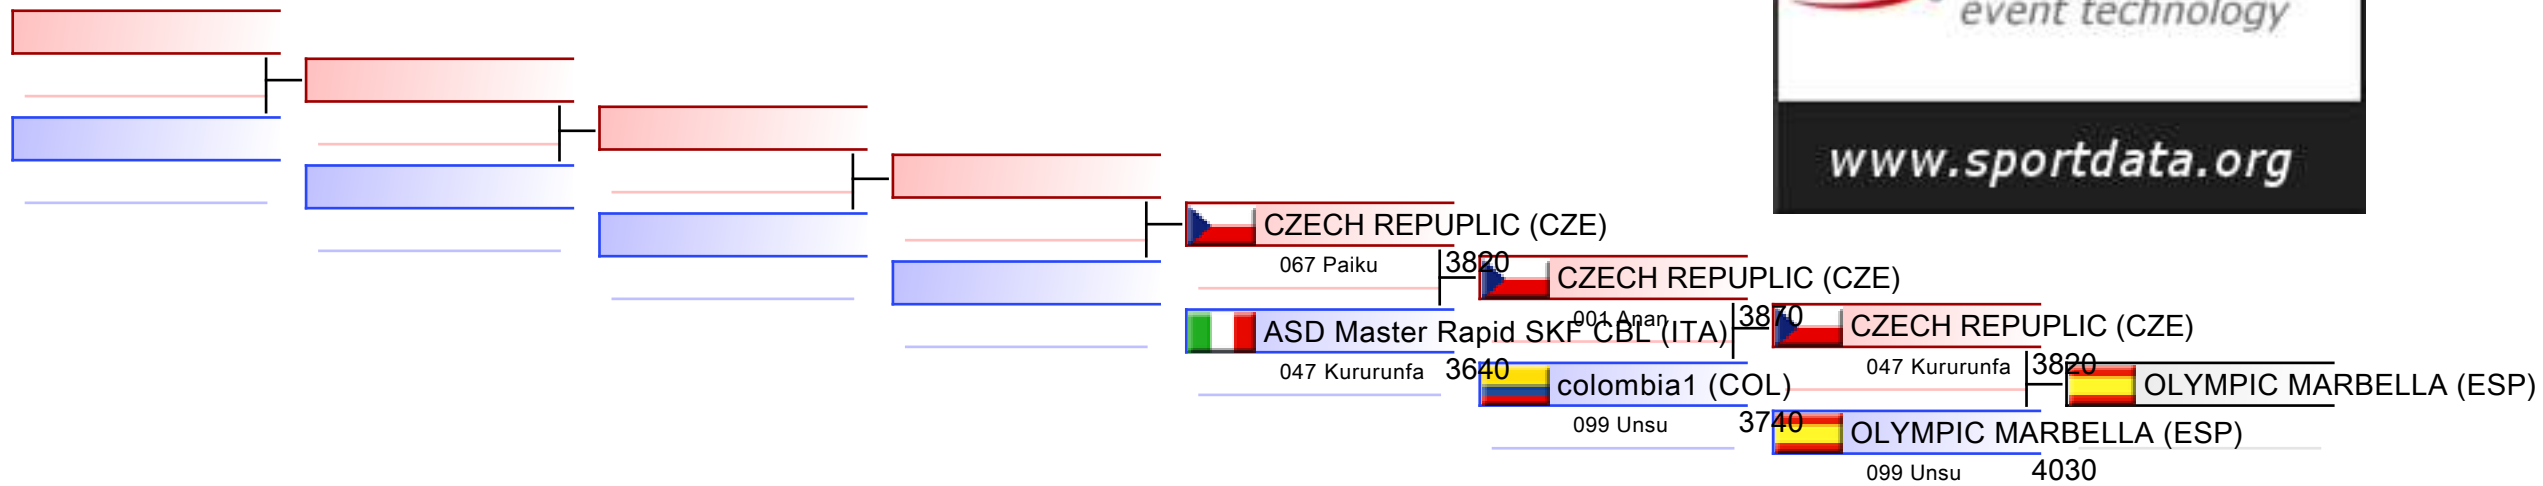 event technology
www.sportdata.org
CZECH REPUPLIC (CZE)
067 Paiku 3820
ASD Master Rapid SKF CBL (ITA)
047 Kururunfa 3640
CZECH REPUPLIC (CZE)
001 Anan 3870
colombia1 (COL)
099 Unsu 3740
CZECH REPUPLIC (CZE)
047 Kururunfa 3820
OLYMPIC MARBELLA (ESP)
099 Unsu 4030
OLYMPIC MARBELLA (ESP)